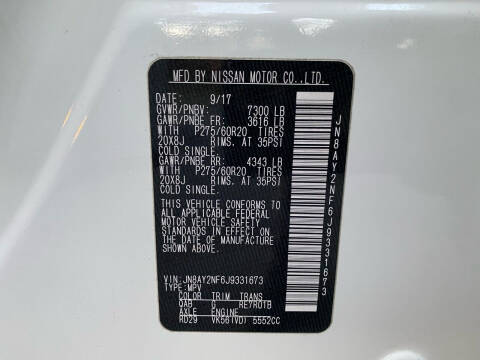 MFD BY NISSAN MOTOR CO.,LTD.
DATE: 9/17
GVWR/PNBV: 7300 LB
GAWR/PNBE FR: 3616 LB
WITH P275/60R20 TIRES
20X8J RIMS. AT 35PSI
COLD SINGLE.
GAWR/PNBE RR: 4343 LB
WITH P275/60R20 TIRES
20X8J RIMS. AT 35PSI
COLD SINGLE.
THIS VEHICLE CONFORMS TO
ALL APPLICABLE FEDERAL
MOTOR VEHICLE SAFETY
STANDARDS IN EFFECT ON
THE DATE OF MANUFACTURE
SHOWN ABOVE.
VIN: JN8AY2NF6J9331673
TYPE: MPV
COLOR TRIM TRANS
QAB G RE7R01B
AXLE ENGINE
RD29 VK56(VD) 5552CC
JN8AY2NF6J9331673